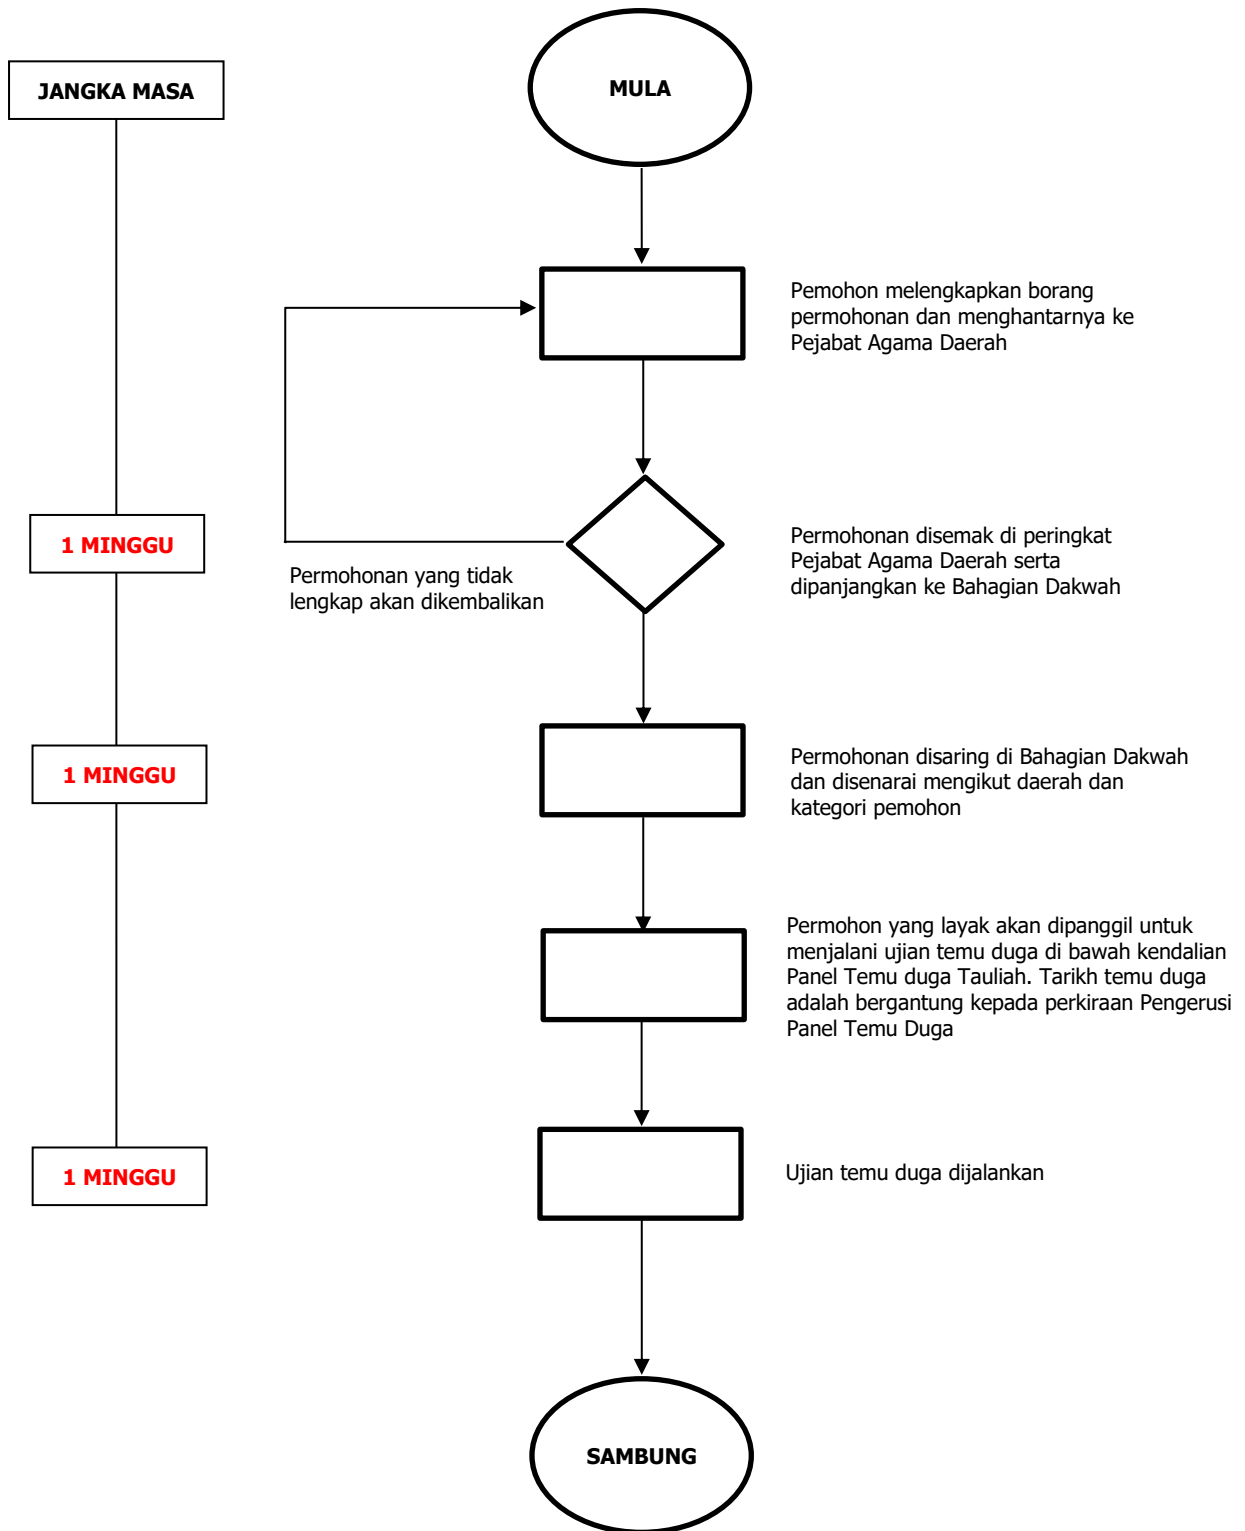 JANGKA MASA
MULA
Pemohon melengkapkan borang
permohonan dan menghantarnya ke
Pejabat Agama Daerah
1 MINGGU
Permohonan yang tidak
lengkap akan dikembalikan
Permohonan disemak di peringkat
Pejabat Agama Daerah serta
dipanjangkan ke Bahagian Dakwah
1 MINGGU
Permohonan disaring di Bahagian Dakwah
dan disenarai mengikut daerah dan
kategori pemohon
Permohon yang layak akan dipanggil untuk
menjalani ujian temu duga di bawah kendalian
Panel Temu duga Tauliah. Tarikh temu duga
adalah bergantung kepada perkiraan Pengerusi
Panel Temu Duga
1 MINGGU
Ujian temu duga dijalankan
SAMBUNG